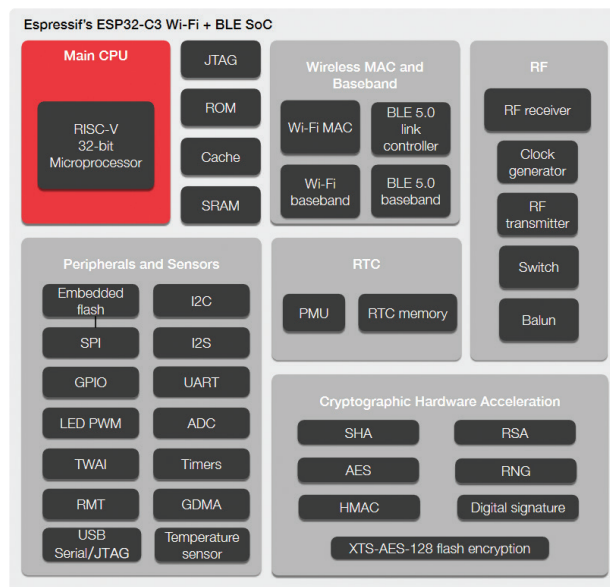 Espressif's ESP32-C3 Wi-Fi + BLE SoC
Main CPU
RISC-V
32-bit
Microprocessor
JTAG
ROM
Cache
SRAM
Wireless MAC and
Baseband
Wi-Fi MAC
BLE 5.0
link
controller
Wi-Fi
baseband
BLE 5.0
baseband
RF
RF receiver
Clock
generator
RF
transmitter
Switch
Balun
Peripherals and Sensors
Embedded
flash
I2C
SPI
I2S
GPIO
UART
LED PWM
ADC
TWAI
Timers
RMT
GDMA
USB
Serial/JTAG
Temperature
sensor
RTC
PMU
RTC memory
Cryptographic Hardware Acceleration
SHA
RSA
AES
RNG
HMAC
Digital signature
XTS-AES-128 flash encryption